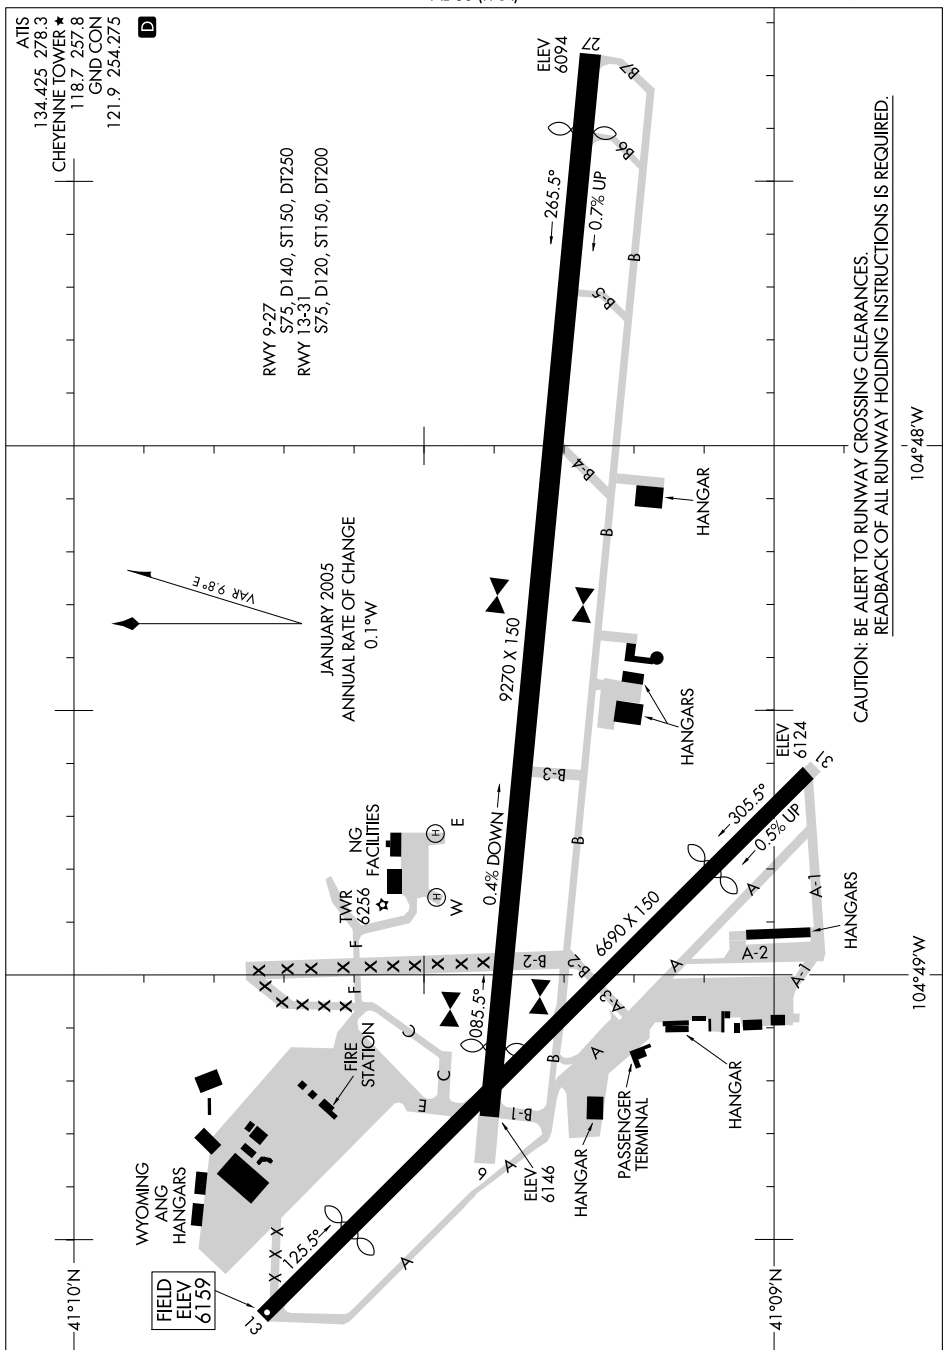 ATIS
134.425 278.3
CHEYENNE TOWER ★
118.7 257.8
GND CON
121.9 254.275
D
RWY 9-27
S75, D140, ST150, DT250
RWY 13-31
S75, D120, ST150, DT200
JANUARY 2005
ANNUAL RATE OF CHANGE
0.1°W
VAR 9.8°E
ELEV
6094
27
B7
B6
265.5°
0.7% UP
B
B-5
B-4
B
HANGAR
9270 X 150
HANGARS
B-3
B
0.4% DOWN
NG
FACILITIES
H
E
H
W
TWR
6256
F
F
X X X X X X X X
X X X X X
B-2
B-2
085.5°
C
C
E
FIRE
STATION
WYOMING
ANG
HANGARS
X X X
FIELD
ELEV
6159
13
125.5°
A
9
A
B-1
ELEV
6146
B
HANGAR
PASSENGER
TERMINAL
A
A-3
HANGAR
A
A-2
A-1
A-1
HANGARS
A
6690 X 150
305.5°
0.5% UP
ELEV
6124
31
CAUTION: BE ALERT TO RUNWAY CROSSING CLEARANCES.
READBACK OF ALL RUNWAY HOLDING INSTRUCTIONS IS REQUIRED.
41°10'N
41°09'N
104°48'W
104°49'W